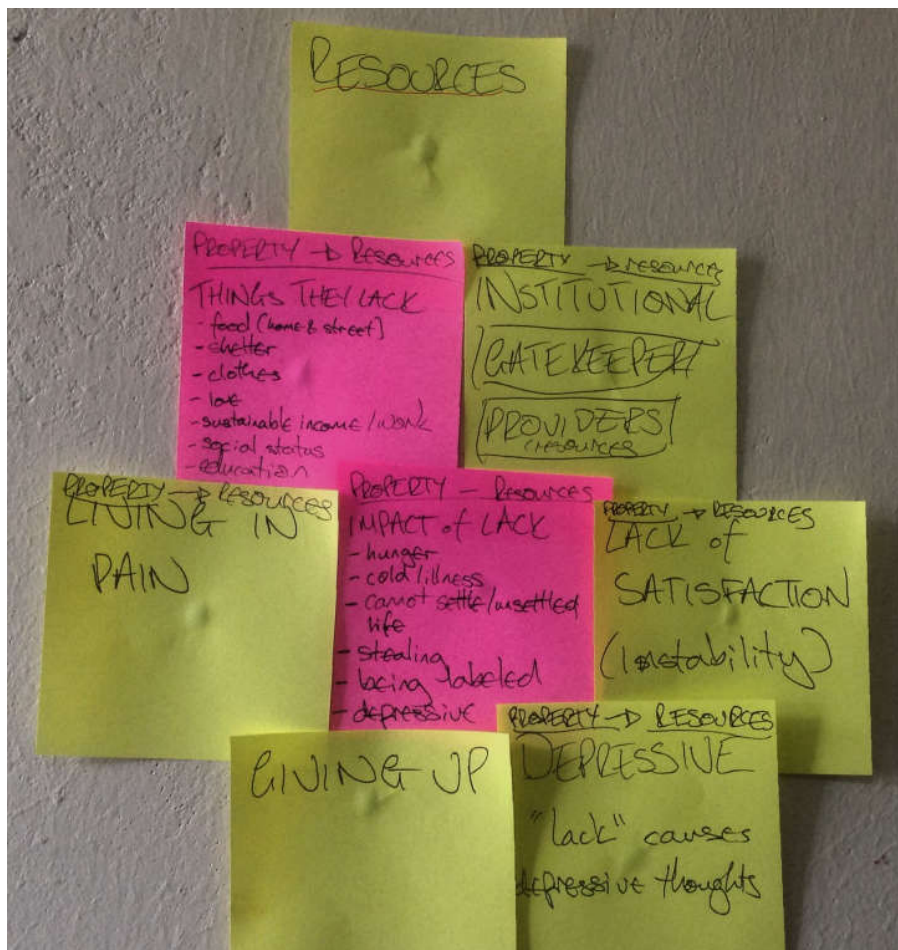 RESOURCES
PROPERTY → RESOURCES
THINGS THEY LACK
- food (home & street)
- shelter
- clothes
- love
- sustainable income/work
- social status
- education
PROPERTY → RESOURCES
INSTITUTIONAL
GATEKEEPERS
PROVIDERS
(resources
PROPERTY → RESOURCES
LIVING IN
PAIN
PROPERTY - RESOURCES
IMPACT of LACK
- hunger
- cold/illness
- cannot settle/unsettled
life
- stealing
- being labeled
- depressive
PROPERTY → RESOURCES
LACK of
SATISFACTION
(Instability)
GIVING UP
PROPERTY → RESOURCES
DEPRESSIVE
"lack" causes
depressive thoughts